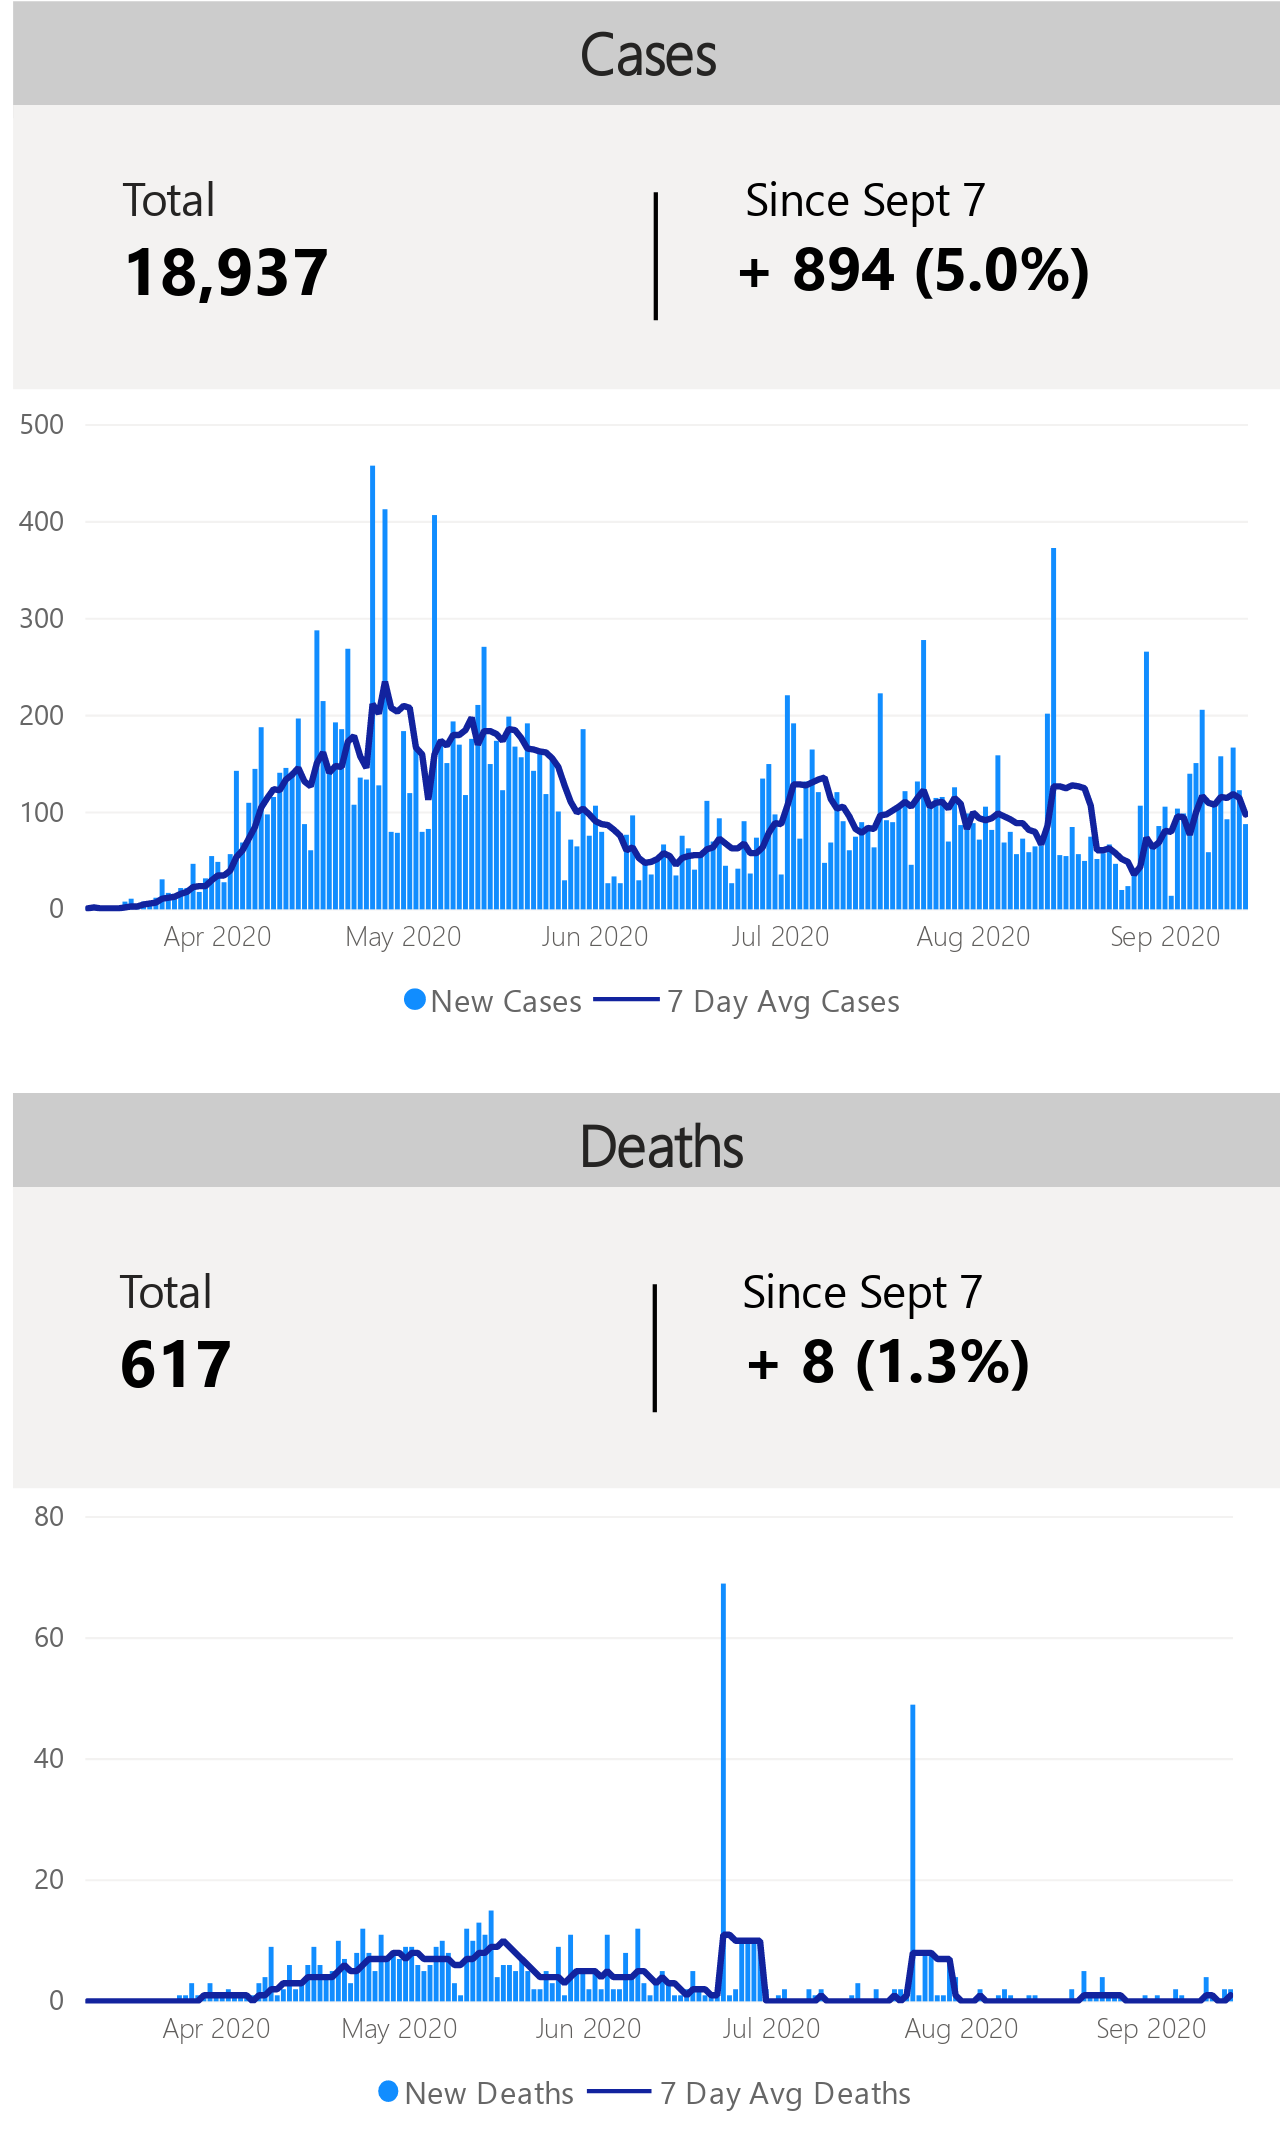 Cases
Total
Since Sept 7
18,937
+ 894 (5.0%)
500
400
300
200
100
0
Apr 2020 May 2020 Jun 2020 Jul 2020 Aug 2020 Sep 2020
New Cases 7 Day Avg Cases
Deaths
Total
Since Sept 7
617
+ 8 (1.3%)
80
60
40
20
0
Apr 2020 May 2020 Jun 2020 Jul 2020 Aug 2020 Sep 2020
New Deaths 7 Day Avg Deaths